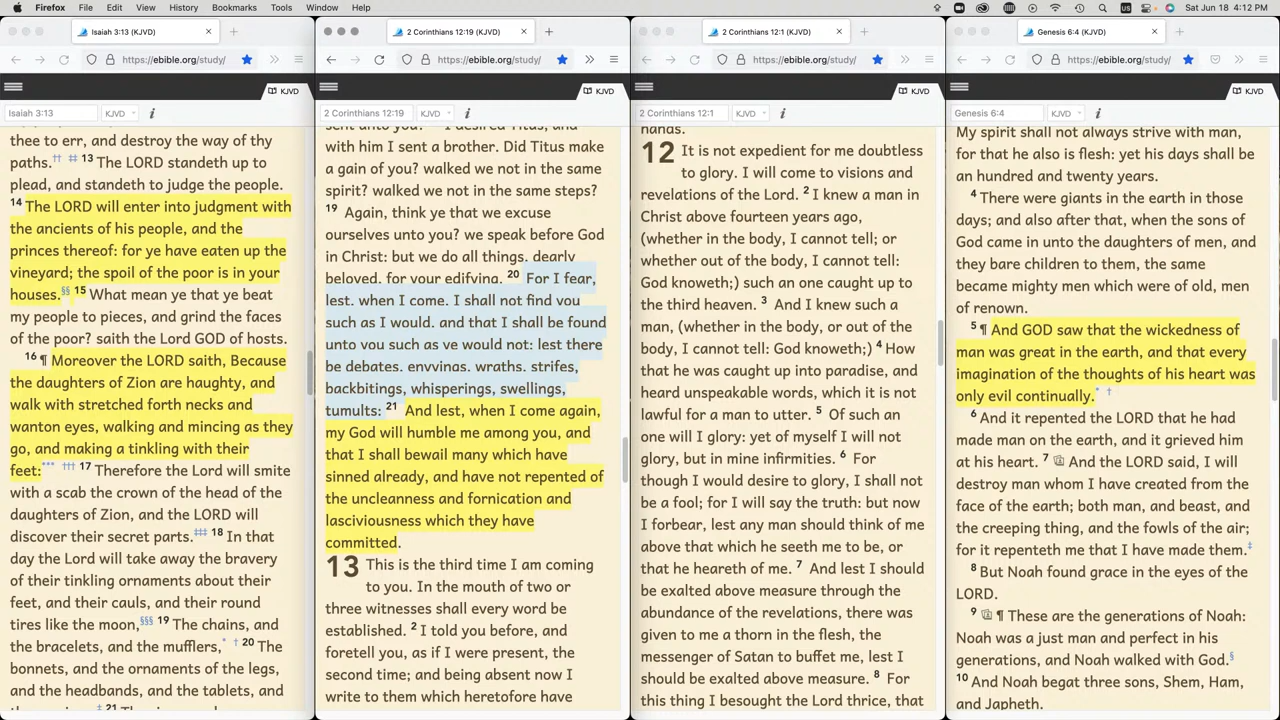 Firefox File Edit View History Bookmarks Tools Window Help
US
Sat Jun 18 4:12 PM
Isaiah 3:13 (KJVD)
https://ebible.org/study/
KJVD
Isaiah 3:13
KJVD
i
thee to err, and destroy the way of thy
paths.†† ‡‡ 13 The LORD standeth up to
plead, and standeth to judge the people.
14 The LORD will enter into judgment with
the ancients of his people, and the
princes thereof: for ye have eaten up the
vineyard; the spoil of the poor is in your
houses.§§ 15 What mean ye that ye beat
my people to pieces, and grind the faces
of the poor? saith the Lord GOD of hosts.
16 ¶ Moreover the LORD saith, Because
the daughters of Zion are haughty, and
walk with stretched forth necks and
wanton eyes, walking and mincing as they
go, and making a tinkling with their
feet:*** ††† 17 Therefore the Lord will smite
with a scab the crown of the head of the
daughters of Zion, and the LORD will
discover their secret parts.‡‡‡ 18 In that
day the Lord will take away the bravery
of their tinkling ornaments about their
feet, and their cauls, and their round
tires like the moon,§§§ 19 The chains, and
the bracelets, and the mufflers,* † 20 The
bonnets, and the ornaments of the legs,
and the headbands, and the tablets, and
2 Corinthians 12:19 (KJVD)
https://ebible.org/study/
KJVD
2 Corinthians 12:19
KJVD
i
sent unto you? I desired Titus, and
with him I sent a brother. Did Titus make
a gain of you? walked we not in the same
spirit? walked we not in the same steps?
19 Again, think ye that we excuse
ourselves unto you? we speak before God
in Christ: but we do all things, dearly
beloved, for your edifying. 20 For I fear,
lest, when I come, I shall not find you
such as I would, and that I shall be found
unto you such as ye would not: lest there
be debates, envyings, wraths, strifes,
backbitings, whisperings, swellings,
tumults: 21 And lest, when I come again,
my God will humble me among you, and
that I shall bewail many which have
sinned already, and have not repented of
the uncleanness and fornication and
lasciviousness which they have
committed.
13 This is the third time I am coming
to you. In the mouth of two or
three witnesses shall every word be
established. 2 I told you before, and
foretell you, as if I were present, the
second time; and being absent now I
write to them which heretofore have
2 Corinthians 12:1 (KJVD)
https://ebible.org/study/
KJVD
2 Corinthians 12:1
KJVD
i
hands.
12 It is not expedient for me doubtless
to glory. I will come to visions and
revelations of the Lord. 2 I knew a man in
Christ above fourteen years ago,
(whether in the body, I cannot tell; or
whether out of the body, I cannot tell:
God knoweth;) such an one caught up to
the third heaven. 3 And I knew such a
man, (whether in the body, or out of the
body, I cannot tell: God knoweth;) 4 How
that he was caught up into paradise, and
heard unspeakable words, which it is not
lawful for a man to utter. 5 Of such an
one will I glory: yet of myself I will not
glory, but in mine infirmities. 6 For
though I would desire to glory, I shall not
be a fool; for I will say the truth: but now
I forbear, lest any man should think of me
above that which he seeth me to be, or
that he heareth of me. 7 And lest I should
be exalted above measure through the
abundance of the revelations, there was
given to me a thorn in the flesh, the
messenger of Satan to buffet me, lest I
should be exalted above measure. 8 For
this thing I besought the Lord thrice, that
Genesis 6:4 (KJVD)
https://ebible.org/study/
KJVD
Genesis 6:4
KJVD
i
My spirit shall not always strive with man,
for that he also is flesh: yet his days shall be
an hundred and twenty years.
4 There were giants in the earth in those
days; and also after that, when the sons of
God came in unto the daughters of men, and
they bare children to them, the same
became mighty men which were of old, men
of renown.
5 ¶ And GOD saw that the wickedness of
man was great in the earth, and that every
imagination of the thoughts of his heart was
only evil continually.* †
6 And it repented the LORD that he had
made man on the earth, and it grieved him
at his heart. 7 And the LORD said, I will
destroy man whom I have created from the
face of the earth; both man, and beast, and
the creeping thing, and the fowls of the air;
for it repenteth me that I have made them.‡
8 But Noah found grace in the eyes of the
LORD.
9 ¶ These are the generations of Noah:
Noah was a just man and perfect in his
generations, and Noah walked with God.§
10 And Noah begat three sons, Shem, Ham,
and Japheth.